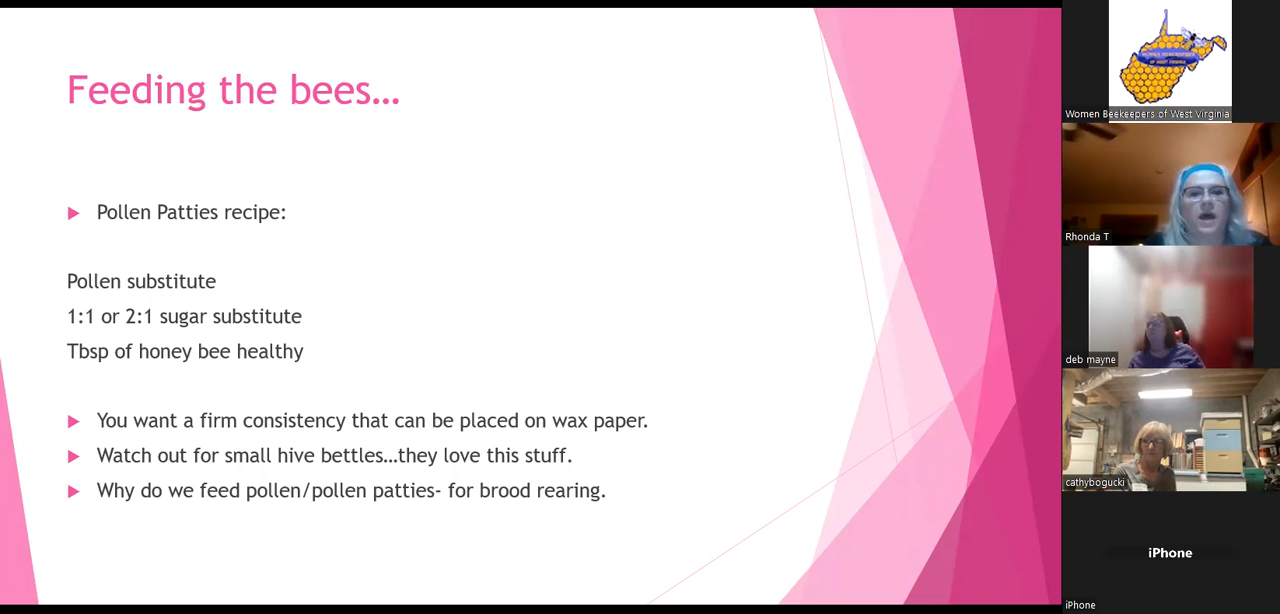 Feeding the bees…
Pollen Patties recipe:
Pollen substitute
1:1 or 2:1 sugar substitute
Tbsp of honey bee healthy
You want a firm consistency that can be placed on wax paper.
Watch out for small hive bettles…they love this stuff.
Why do we feed pollen/pollen patties- for brood rearing.
OF WEST VIRGINIA
Women Beekeepers of West Virginia
Rhonda T
deb mayne
cathybogucki
iPhone
iPhone